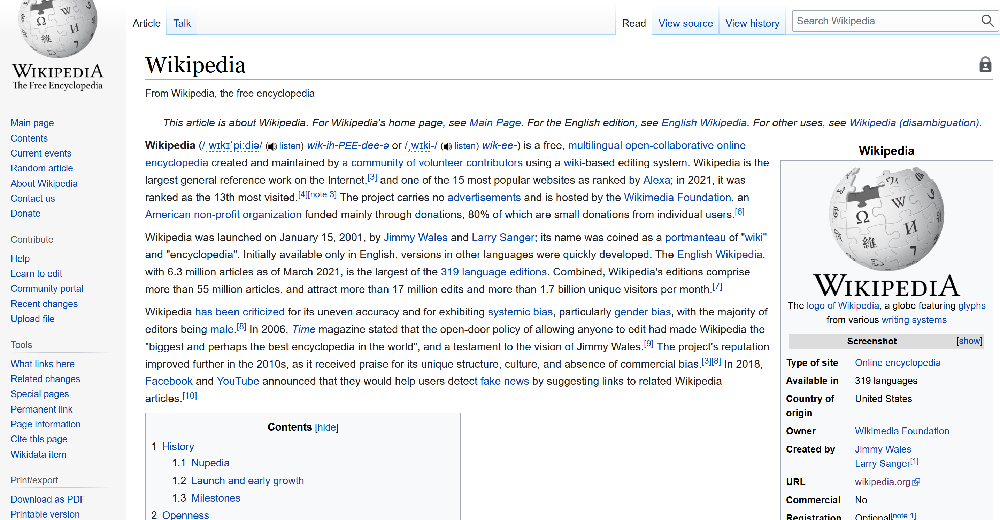 WIKIPEDIA
The Free Encyclopedia
Main page
Contents
Current events
Random article
About Wikipedia
Contact us
Donate
Contribute
Help
Learn to edit
Community portal
Recent changes
Upload file
Tools
What links here
Related changes
Special pages
Permanent link
Page information
Cite this page
Wikidata item
Print/export
Download as PDF
Printable version
Article Talk
Read View source View history
Search Wikipedia
Wikipedia
From Wikipedia, the free encyclopedia
This article is about Wikipedia. For Wikipedia's home page, see Main Page. For the English edition, see English Wikipedia. For other uses, see Wikipedia (disambiguation).
Wikipedia (/ˌwɪkɪˈpiːdiə/ (listen) wik-ih-PEE-dee-ə or /ˌwɪki-/ (listen) wik-ee-) is a free, multilingual open-collaborative online
encyclopedia created and maintained by a community of volunteer contributors using a wiki-based editing system. Wikipedia is the
largest general reference work on the Internet,[3] and one of the 15 most popular websites as ranked by Alexa; in 2021, it was
ranked as the 13th most visited.[4][note 3] The project carries no advertisements and is hosted by the Wikimedia Foundation, an
American non-profit organization funded mainly through donations, 80% of which are small donations from individual users.[6]
Wikipedia was launched on January 15, 2001, by Jimmy Wales and Larry Sanger; its name was coined as a portmanteau of "wiki"
and "encyclopedia". Initially available only in English, versions in other languages were quickly developed. The English Wikipedia,
with 6.3 million articles as of March 2021, is the largest of the 319 language editions. Combined, Wikipedia's editions comprise
more than 55 million articles, and attract more than 17 million edits and more than 1.7 billion unique visitors per month.[7]
Wikipedia has been criticized for its uneven accuracy and for exhibiting systemic bias, particularly gender bias, with the majority of
editors being male.[8] In 2006, Time magazine stated that the open-door policy of allowing anyone to edit had made Wikipedia the
"biggest and perhaps the best encyclopedia in the world", and a testament to the vision of Jimmy Wales.[9] The project's reputation
improved further in the 2010s, as it received praise for its unique structure, culture, and absence of commercial bias.[3][8] In 2018,
Facebook and YouTube announced that they would help users detect fake news by suggesting links to related Wikipedia
articles.[10]
Contents [hide]
1 History
1.1 Nupedia
1.2 Launch and early growth
1.3 Milestones
2 Openness
Wikipedia
Ω W И 維
WIKIPEDIA
The logo of Wikipedia, a globe featuring glyphs
from various writing systems
Screenshot [show]
Type of site Online encyclopedia
Available in 319 languages
Country of United States
origin
Owner Wikimedia Foundation
Created by Jimmy Wales
Larry Sanger[1]
URL wikipedia.org
Commercial No
Registration Optional[note 1]